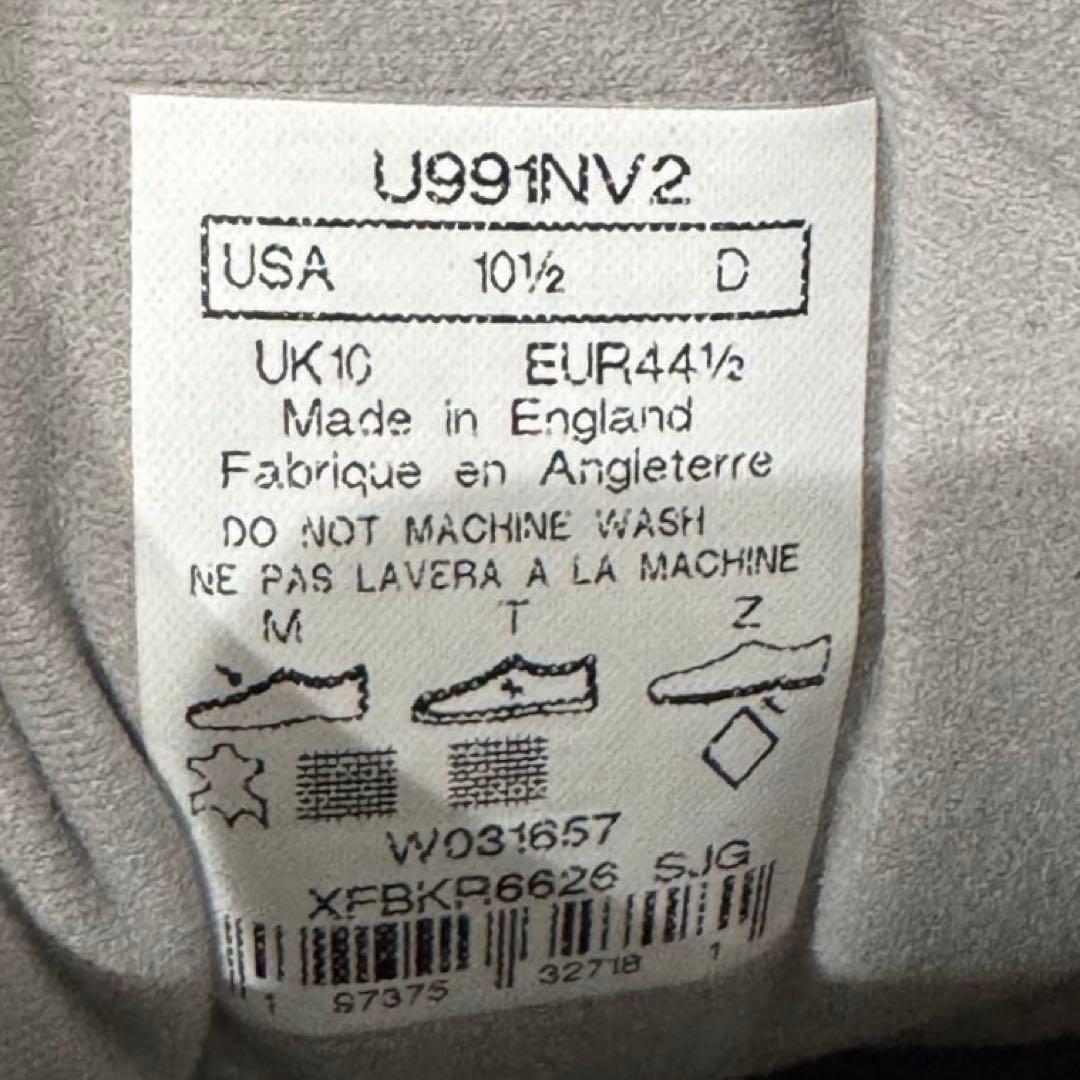 U991NV2
USA 10½ D
UK10 EUR44½
Made in England
Fabrique en Angleterre
DO NOT MACHINE WASH
NE PAS LAVERA A LA MACHINE
M T Z
W031657
XFBKR6626 SJG
1 97375 32718 1